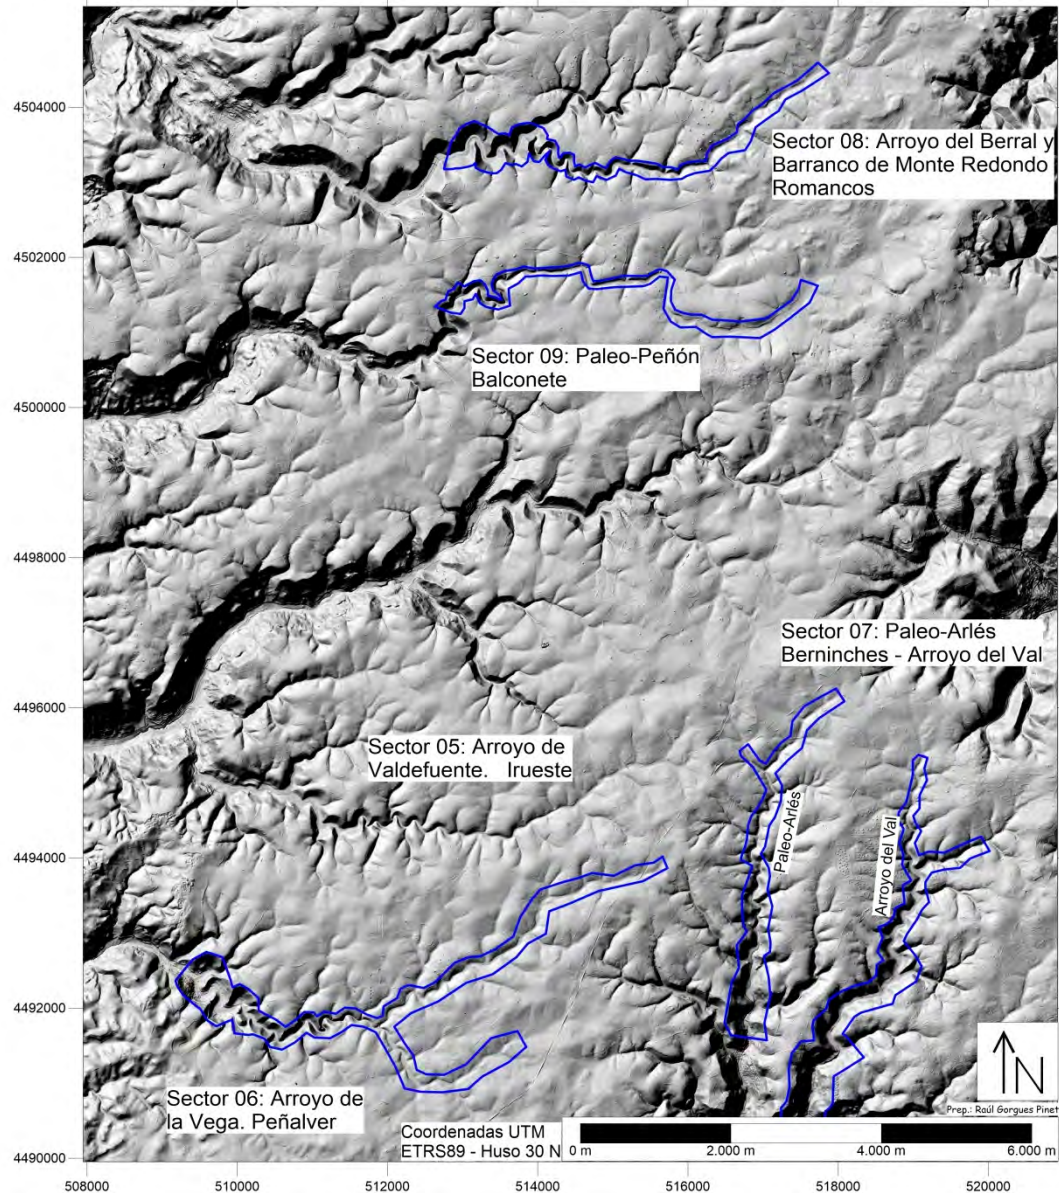 4504000
Sector 08: Arroyo del Berral y
Barranco de Monte Redondo
Romancos
4502000
Sector 09: Paleo-Peñón
Balconete
4500000
4498000
Sector 07: Paleo-Arlés
Berninches - Arroyo del Val
4496000
Sector 05: Arroyo de
Valdefuente. Irueste
Paleo-Arlés
Arroyo del Val
4494000
4492000
N
Sector 06: Arroyo de
la Vega. Peñalver
Prep.: Raúl Gorgues Pinet
Coordenadas UTM
ETRS89 - Huso 30 N
0 m 2.000 m 4.000 m 6.000 m
4490000
508000 510000 512000 514000 516000 518000 520000